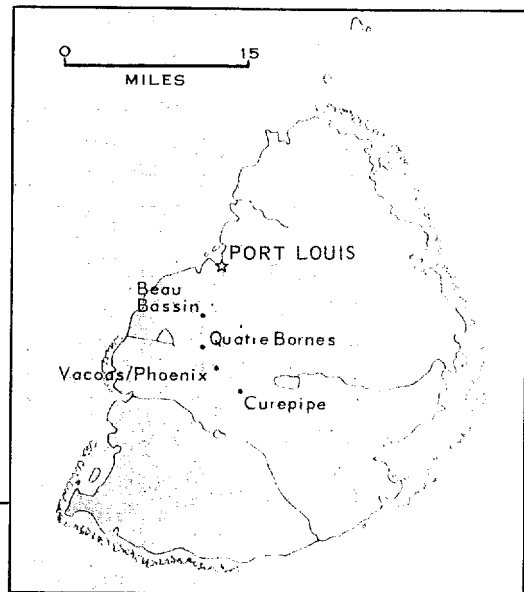 0 15
MILES
PORT LOUIS
Beau
Bassin
Quatre Bornes
Vacoas/Phoenix
Curepipe